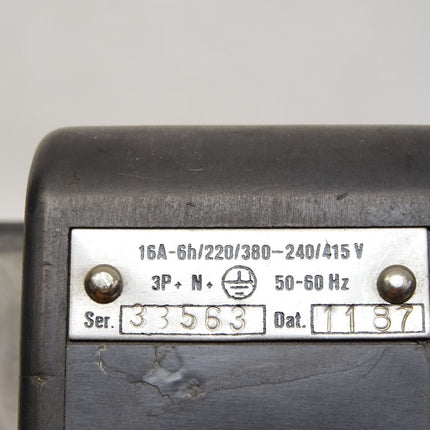 16A-6h/220/380-240/415 V
3P+ N+ ⏚ 50-60 Hz
Ser. 33563 Dat. 1187